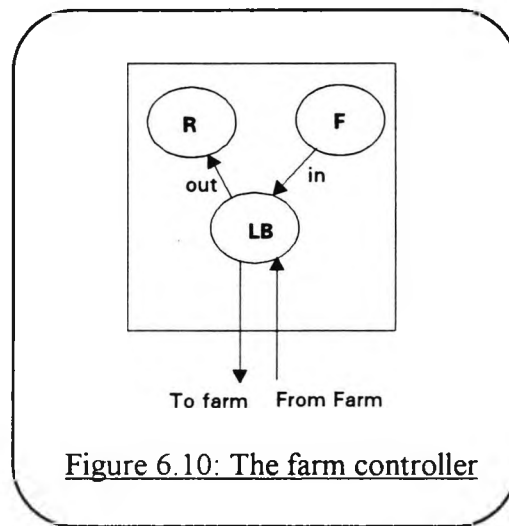 R F
out in
LB
To farm From Farm
Figure 6.10: The farm controller